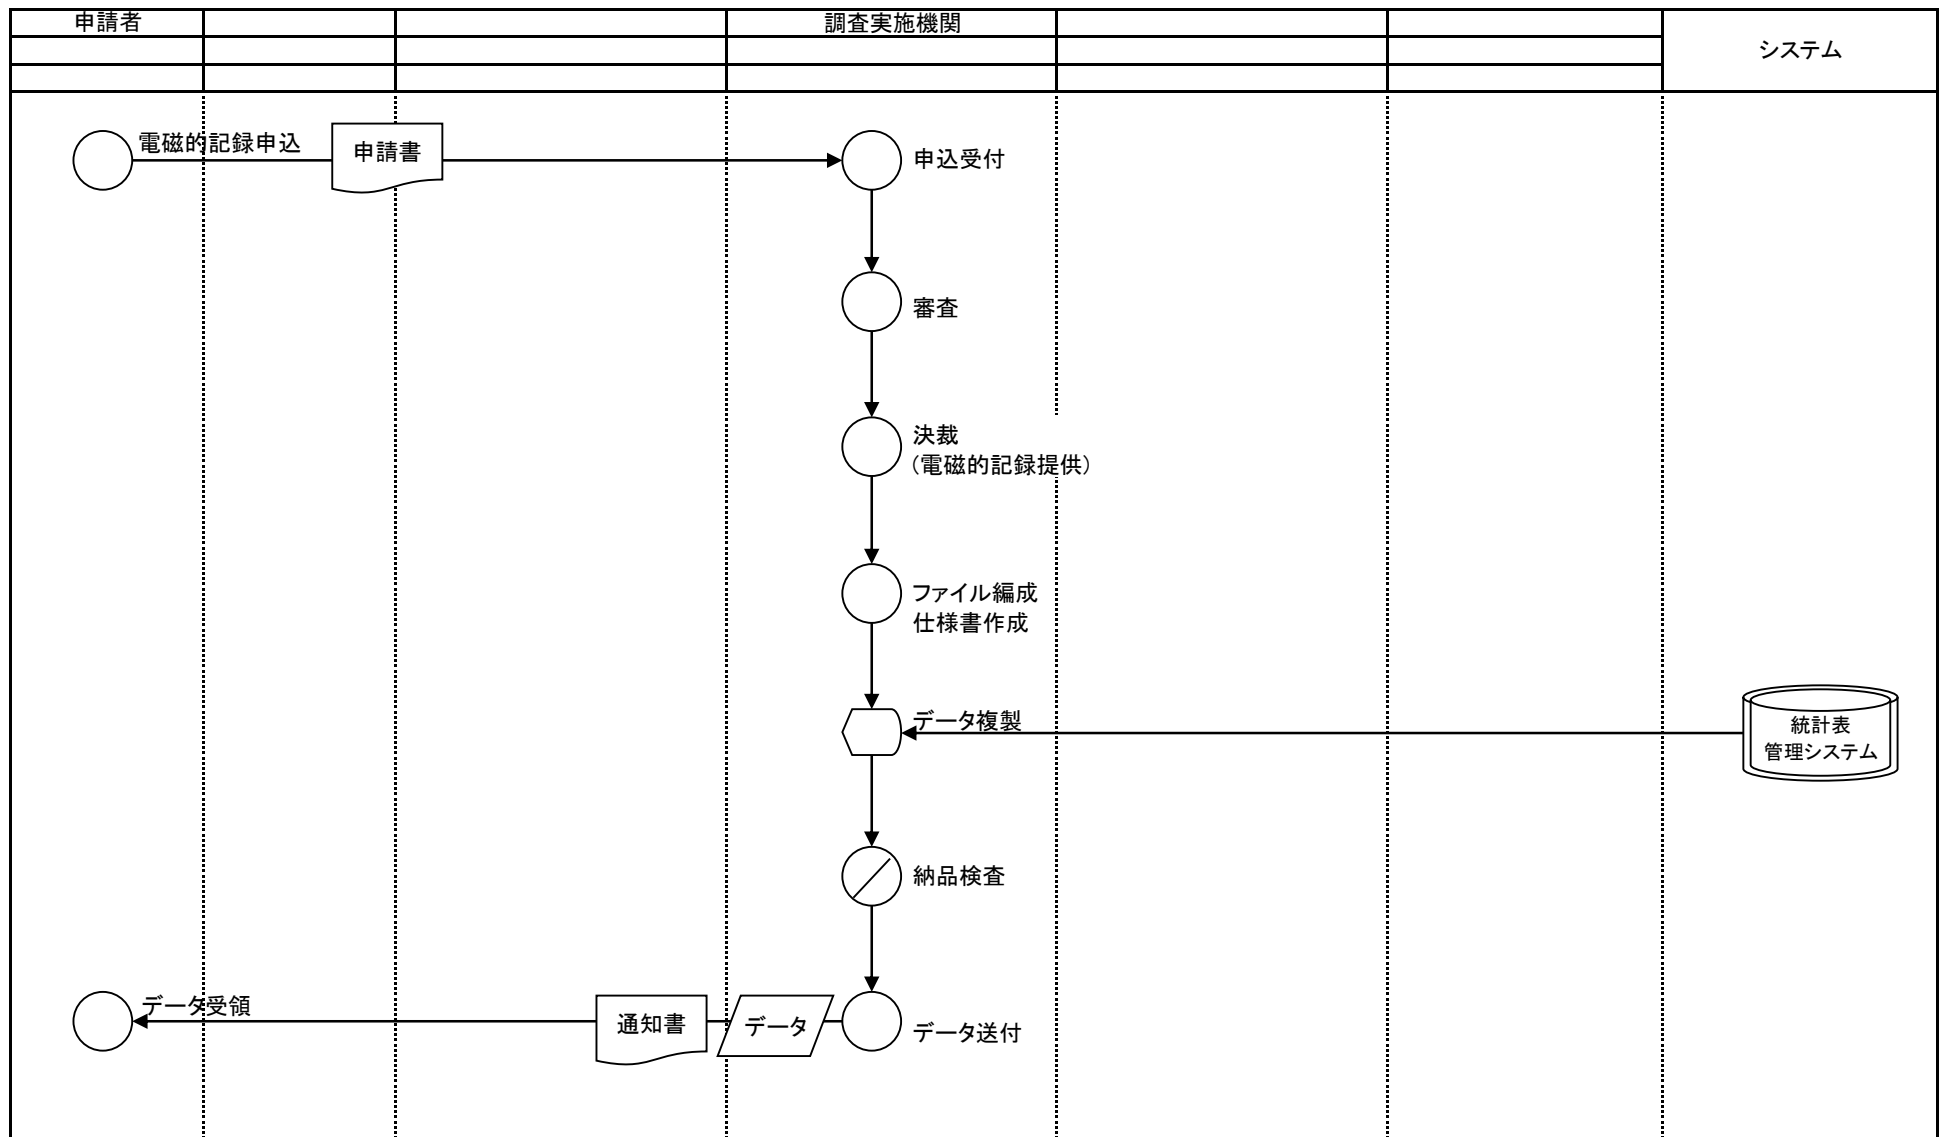 申請者
調査実施機関
システム
電磁的記録申込
申請書
申込受付
審査
決裁
(電磁的記録提供)
ファイル編成
仕様書作成
データ複製
統計表
管理システム
納品検査
データ受領
通知書
データ
データ送付